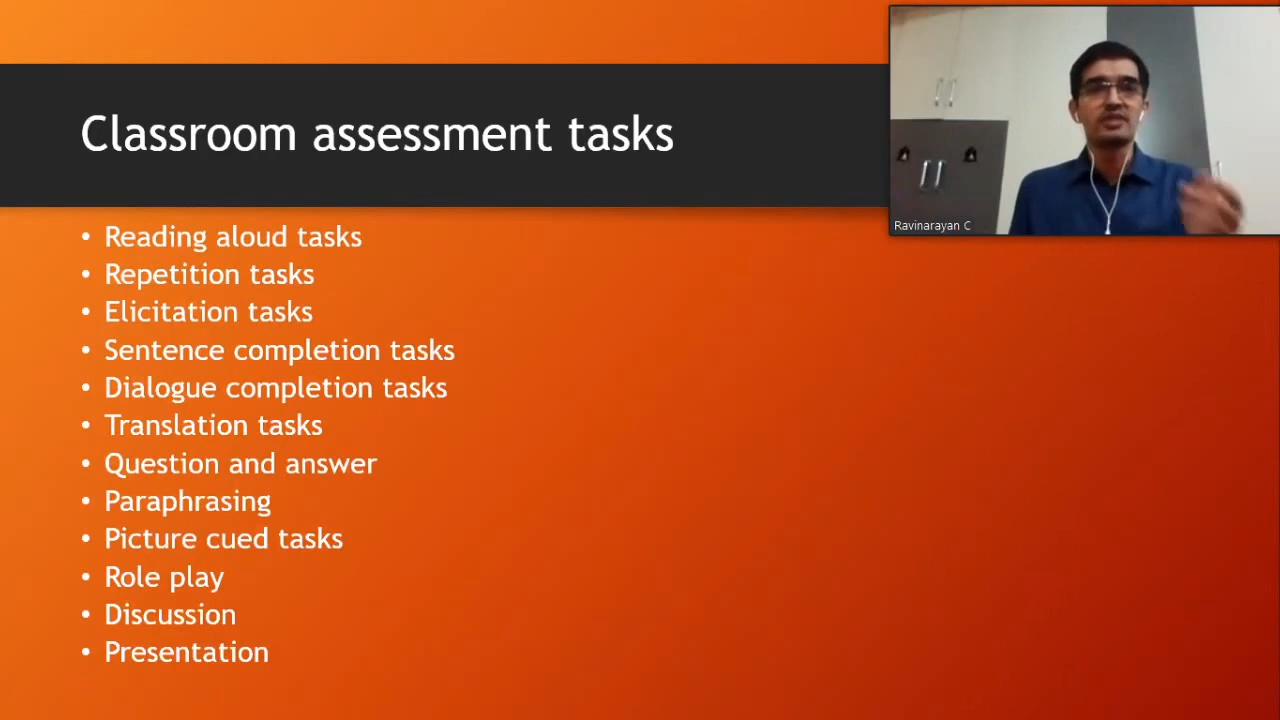 Classroom assessment tasks
Ravinarayan C
• Reading aloud tasks
• Repetition tasks
• Elicitation tasks
• Sentence completion tasks
• Dialogue completion tasks
• Translation tasks
• Question and answer
• Paraphrasing
• Picture cued tasks
• Role play
• Discussion
• Presentation